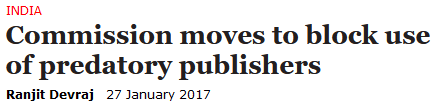 INDIA
Commission moves to block use
of predatory publishers
Ranjit Devraj 27 January 2017